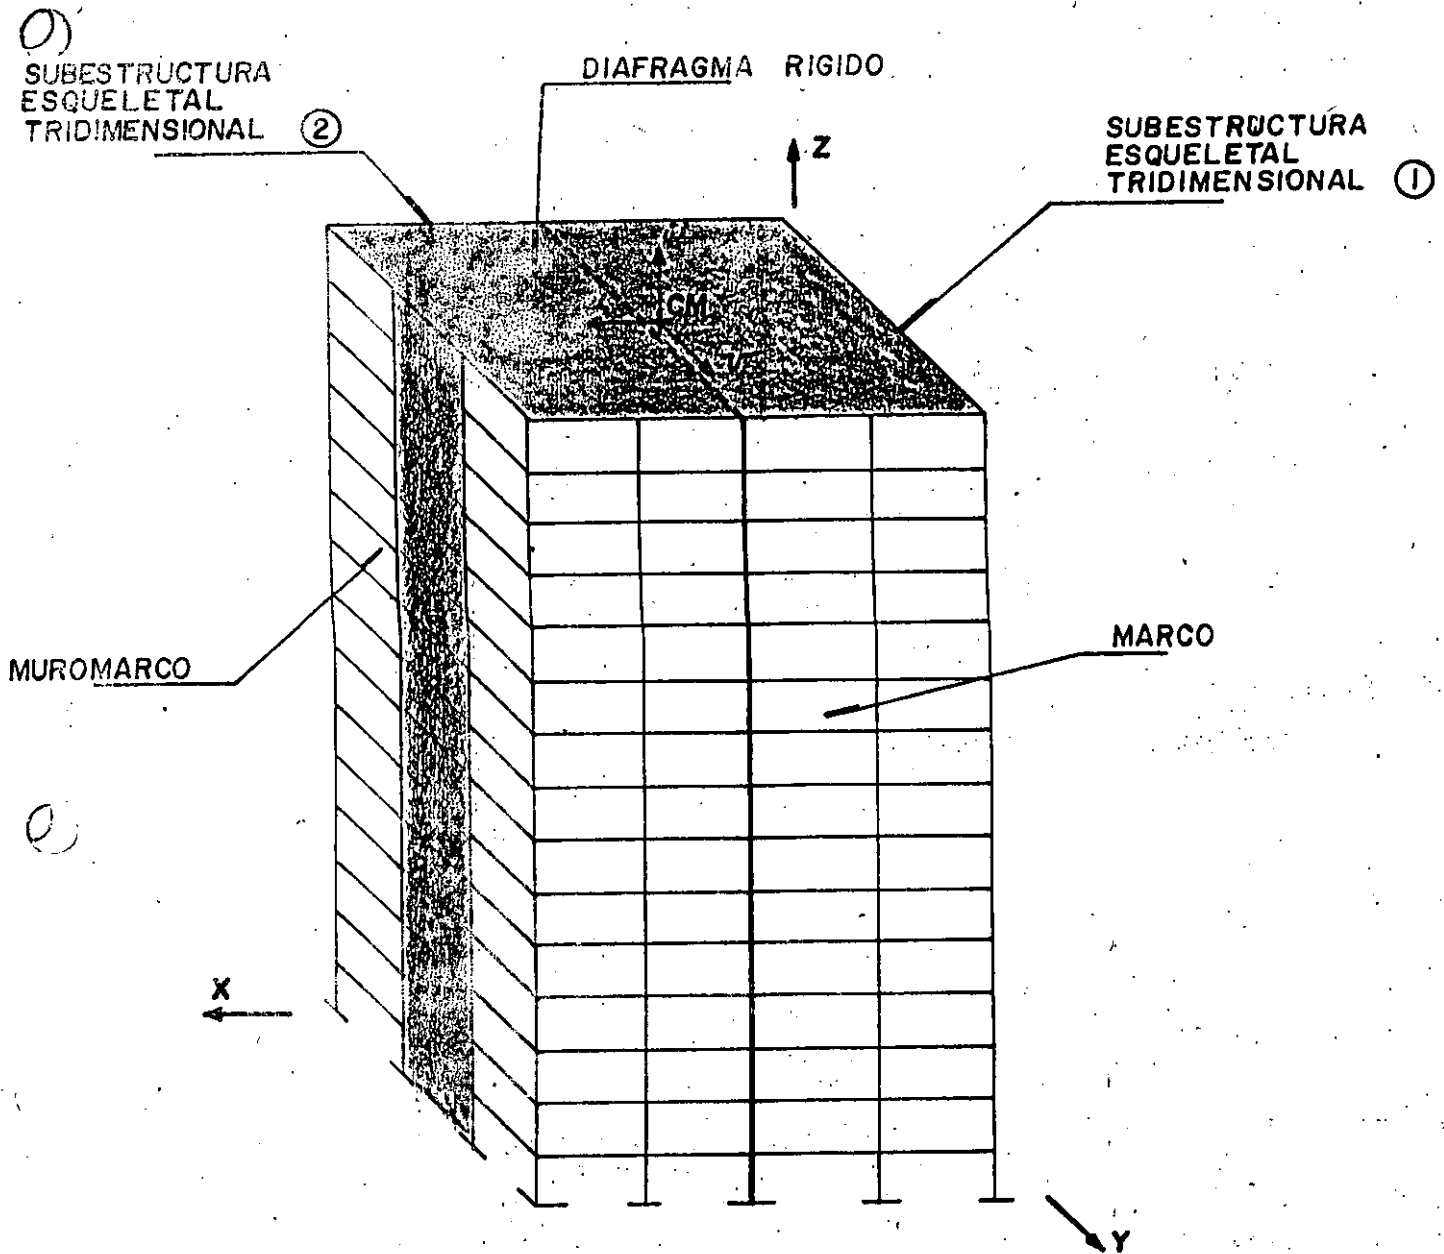 SUBESTRUCTURA
ESQUELETAL
TRIDIMENSIONAL ②
DIAFRAGMA RIGIDO
Z
SUBESTRUCTURA
ESQUELETAL
TRIDIMENSIONAL ①
CM
MUROMARCO
MARCO
X
Y